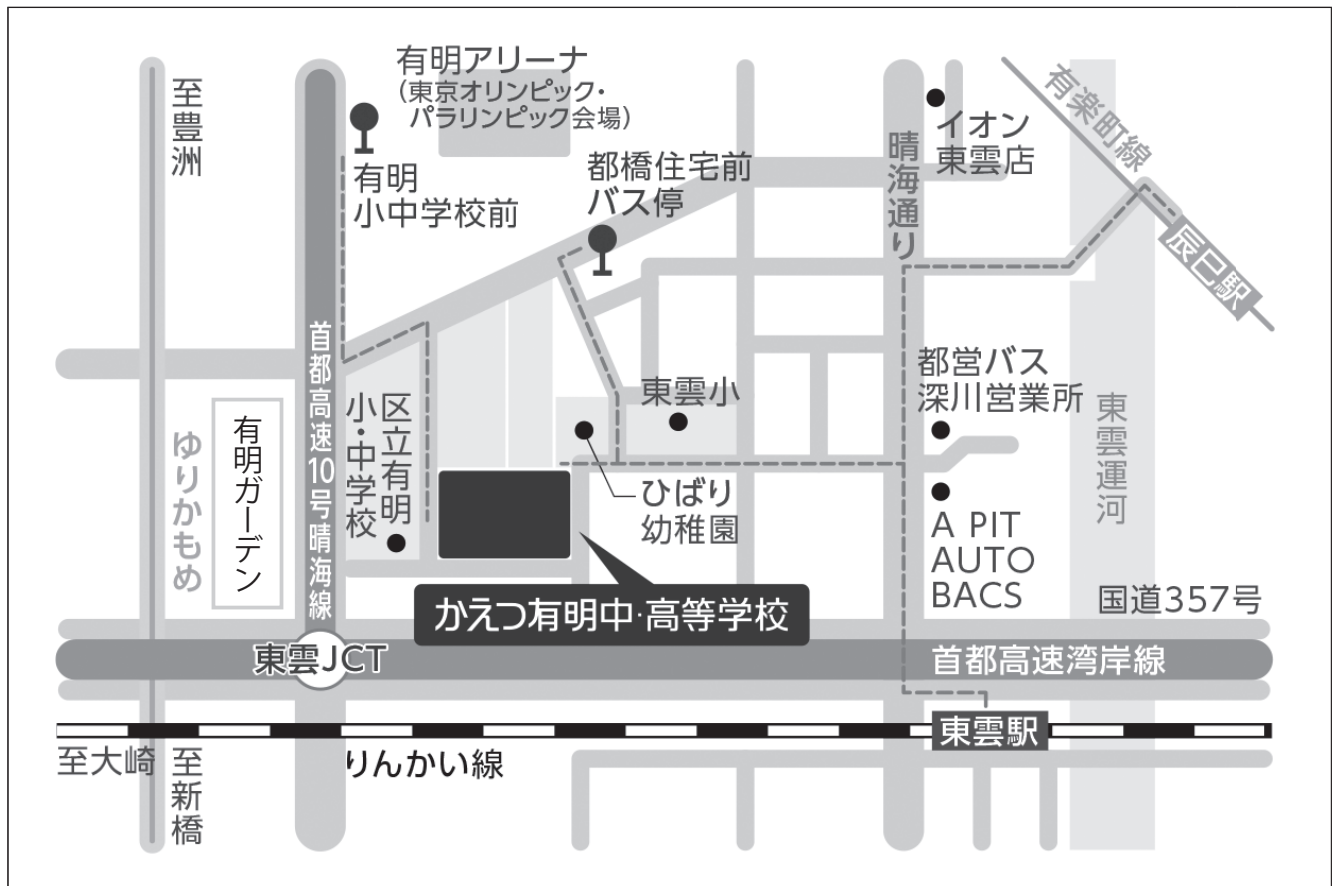 有明アリーナ
(東京オリンピック・
パラリンピック会場)
至豊洲
有明
小中学校前
都橋住宅前
バス停
晴海通り
イオン
東雲店
有楽町線
辰巳駅
首都高速10号晴海線
ゆりかもめ
有明ガーデン
区立有明
小・中学校
東雲小
ひばり
幼稚園
都営バス
深川営業所
東雲運河
A PIT
AUTO
BACS
国道357号
かえつ有明中・高等学校
東雲JCT
首都高速湾岸線
東雲駅
至大崎
至新橋
りんかい線